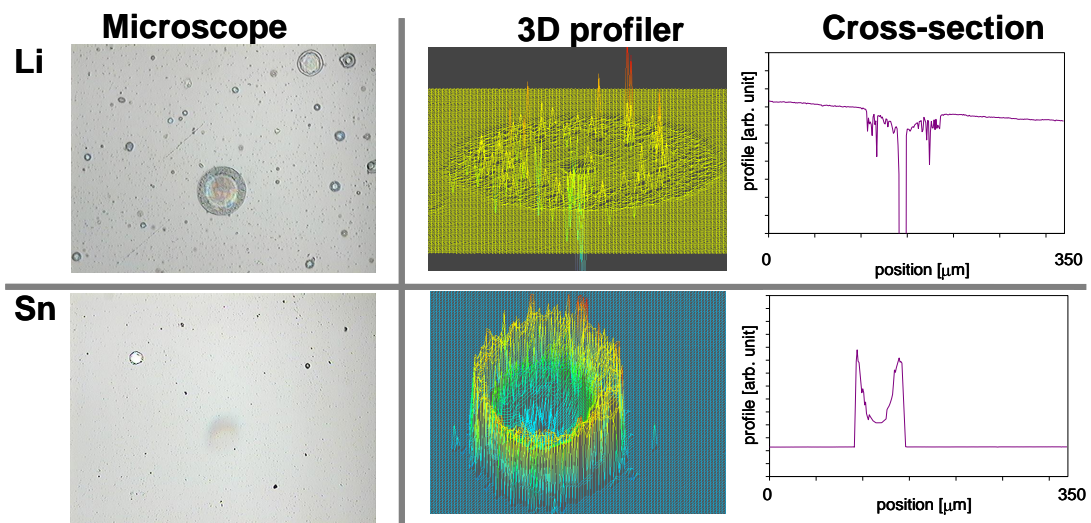 Microscope
3D profiler
Cross-section
Li
profile [arb. unit]
0
350
position [μm]
Sn
profile [arb. unit]
0
350
position [μm]